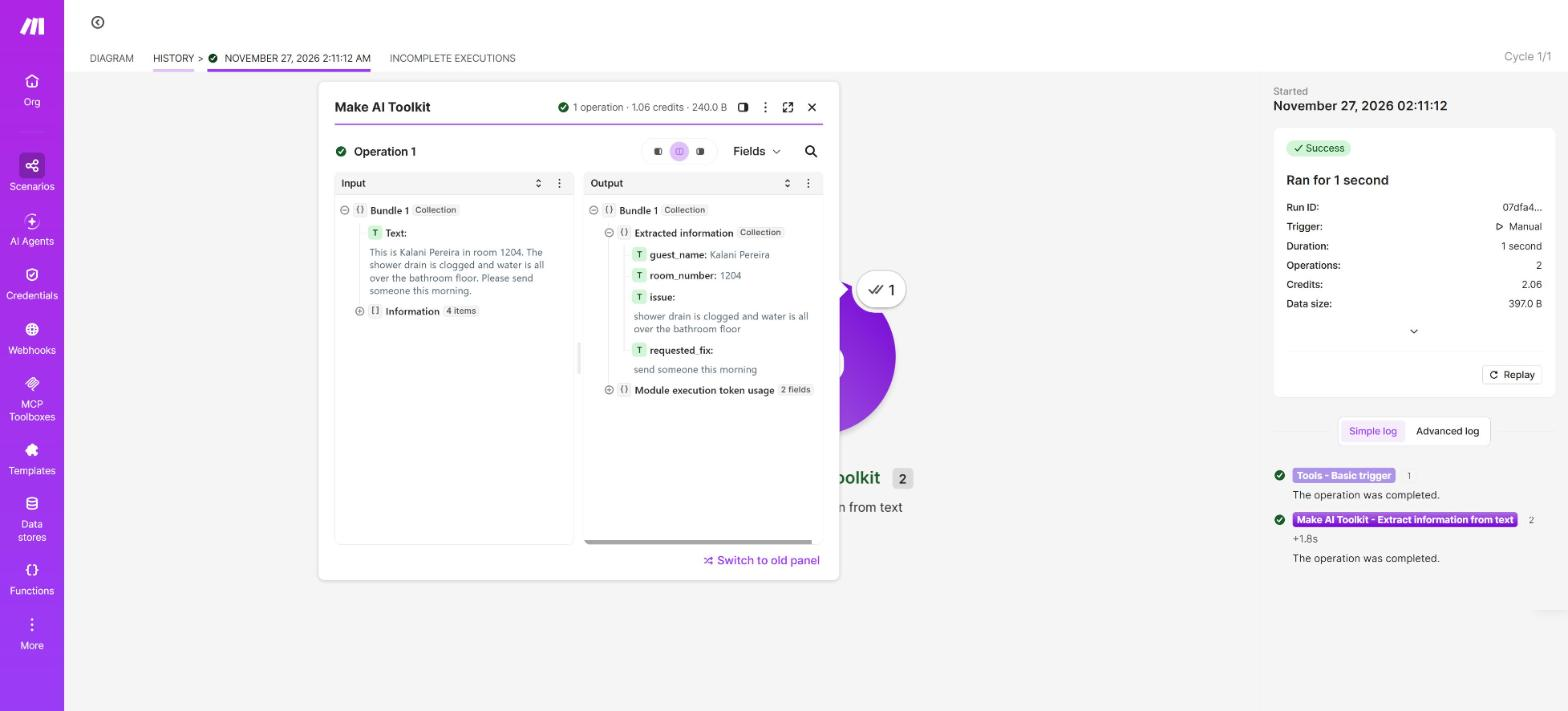 DIAGRAM
HISTORY > NOVEMBER 27, 2026 2:11:12 AM
INCOMPLETE EXECUTIONS
Cycle 1/1
Org
Scenarios
AI Agents
Credentials
Webhooks
MCP
Toolboxes
Templates
Data
stores
Functions
More
Make AI Toolkit
1 operation · 1.06 credits · 240.0 B
Operation 1
Fields
Input
{} Bundle 1 Collection
T Text:
This is Kalani Pereira in room 1204. The
shower drain is clogged and water is all
over the bathroom floor. Please send
someone this morning.
[] Information 4 items
Output
{} Bundle 1 Collection
{} Extracted information Collection
T guest_name: Kalani Pereira
T room_number: 1204
T issue:
shower drain is clogged and water is all
over the bathroom floor
T requested_fix:
send someone this morning
{} Module execution token usage 2 fields
Switch to old panel
1
oolkit 2
n from text
Started
November 27, 2026 02:11:12
Success
Ran for 1 second
Run ID: 07dfa4...
Trigger: Manual
Duration: 1 second
Operations: 2
Credits: 2.06
Data size: 397.0 B
Replay
Simple log
Advanced log
Tools - Basic trigger 1
The operation was completed.
Make AI Toolkit - Extract information from text 2
+1.8s
The operation was completed.